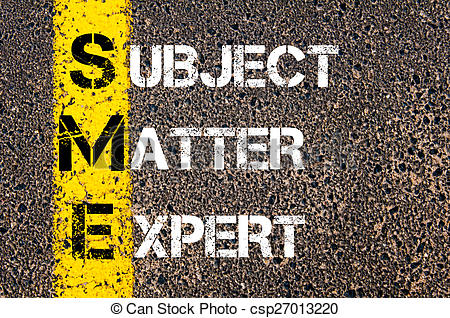 SUBJECT
MATTER
EXPERT
© Can Stock Photo - csp27013220